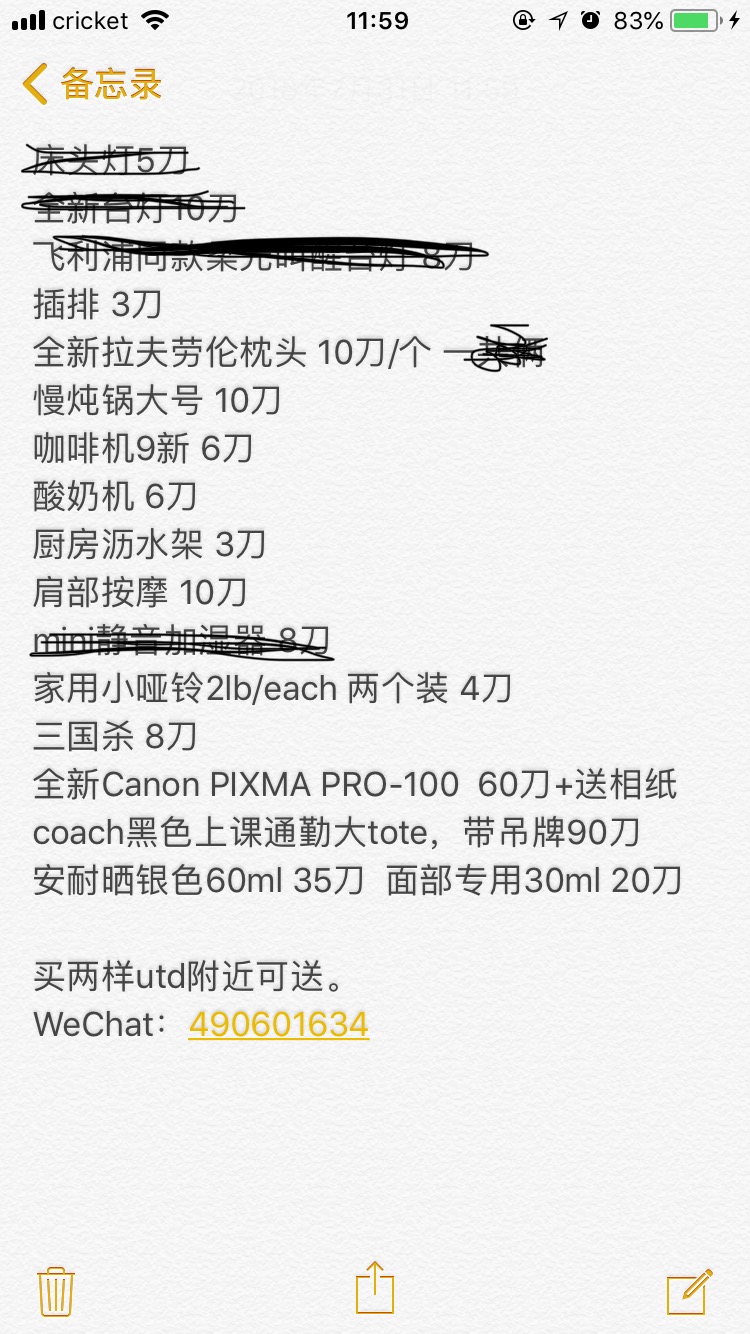 cricket 11:59 83%
备忘录
床头灯5刀
全新台灯10刀
飞利浦同款柔光叫醒台灯 8刀
插排 3刀
全新拉夫劳伦枕头 10刀/个 一共俩
慢炖锅大号 10刀
咖啡机9新 6刀
酸奶机 6刀
厨房沥水架 3刀
肩部按摩 10刀
mini静音加湿器 8刀
家用小哑铃2lb/each 两个装 4刀
三国杀 8刀
全新Canon PIXMA PRO-100 60刀+送相纸
coach黑色上课通勤大tote，带吊牌90刀
安耐晒银色60ml 35刀 面部专用30ml 20刀
买两样utd附近可送。
WeChat：490601634